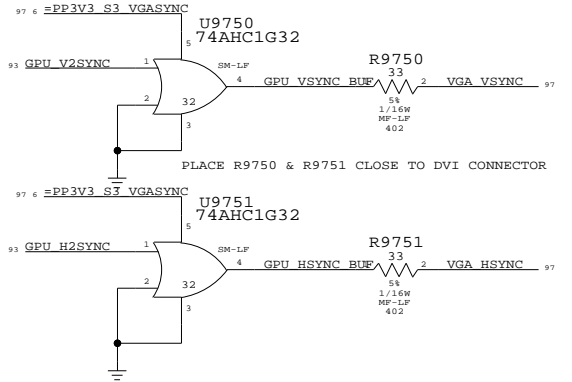 97 6 =PP3V3_S3_VGASYNC
U9750
74AHC1G32
5
R9750
93 GPU_V2SYNC 1 SM-LF 33
4 GPU_VSYNC_BUF 1 2 VGA_VSYNC 97
2 32 5%
1/16W
3 MF-LF
402
PLACE R9750 & R9751 CLOSE TO DVI CONNECTOR
97 6 =PP3V3_S3_VGASYNC
U9751
74AHC1G32
5
R9751
93 GPU_H2SYNC 1 SM-LF 33
4 GPU_HSYNC_BUF 1 2 VGA_HSYNC 97
2 32 5%
1/16W
3 MF-LF
402